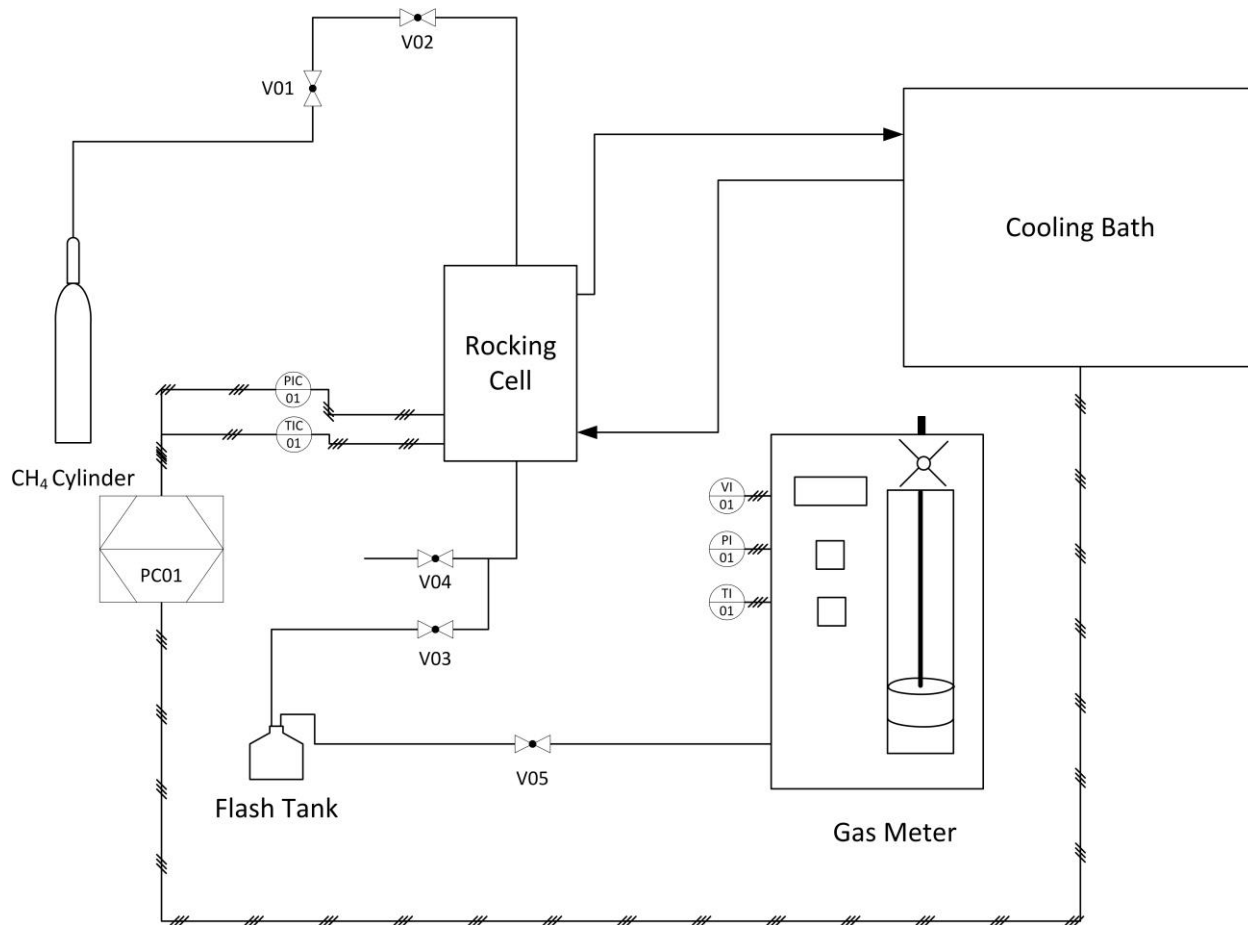 V02
V01
Cooling Bath
Rocking
Cell
PIC
01
TIC
01
CH₄ Cylinder
VI
01
PI
01
TI
01
PC01
V04
V03
V05
Flash Tank
Gas Meter